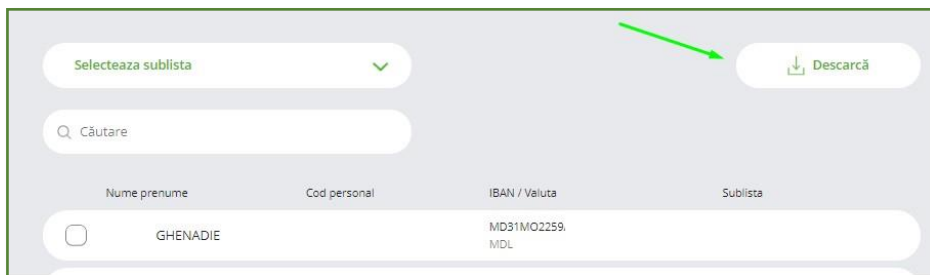 Selecteaza sublista
Descarcă
Căutare
Nume prenume Cod personal IBAN / Valuta Sublista
GHENADIE MD31MO2259.
MDL